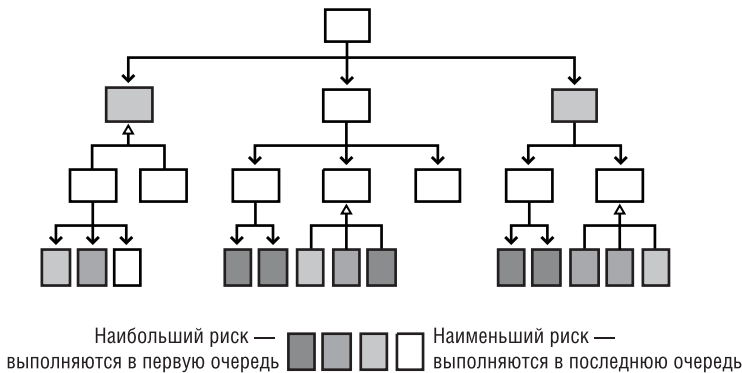 Наибольший риск —
выполняются в первую очередь
Наименьший риск —
выполняются в последнюю очередь